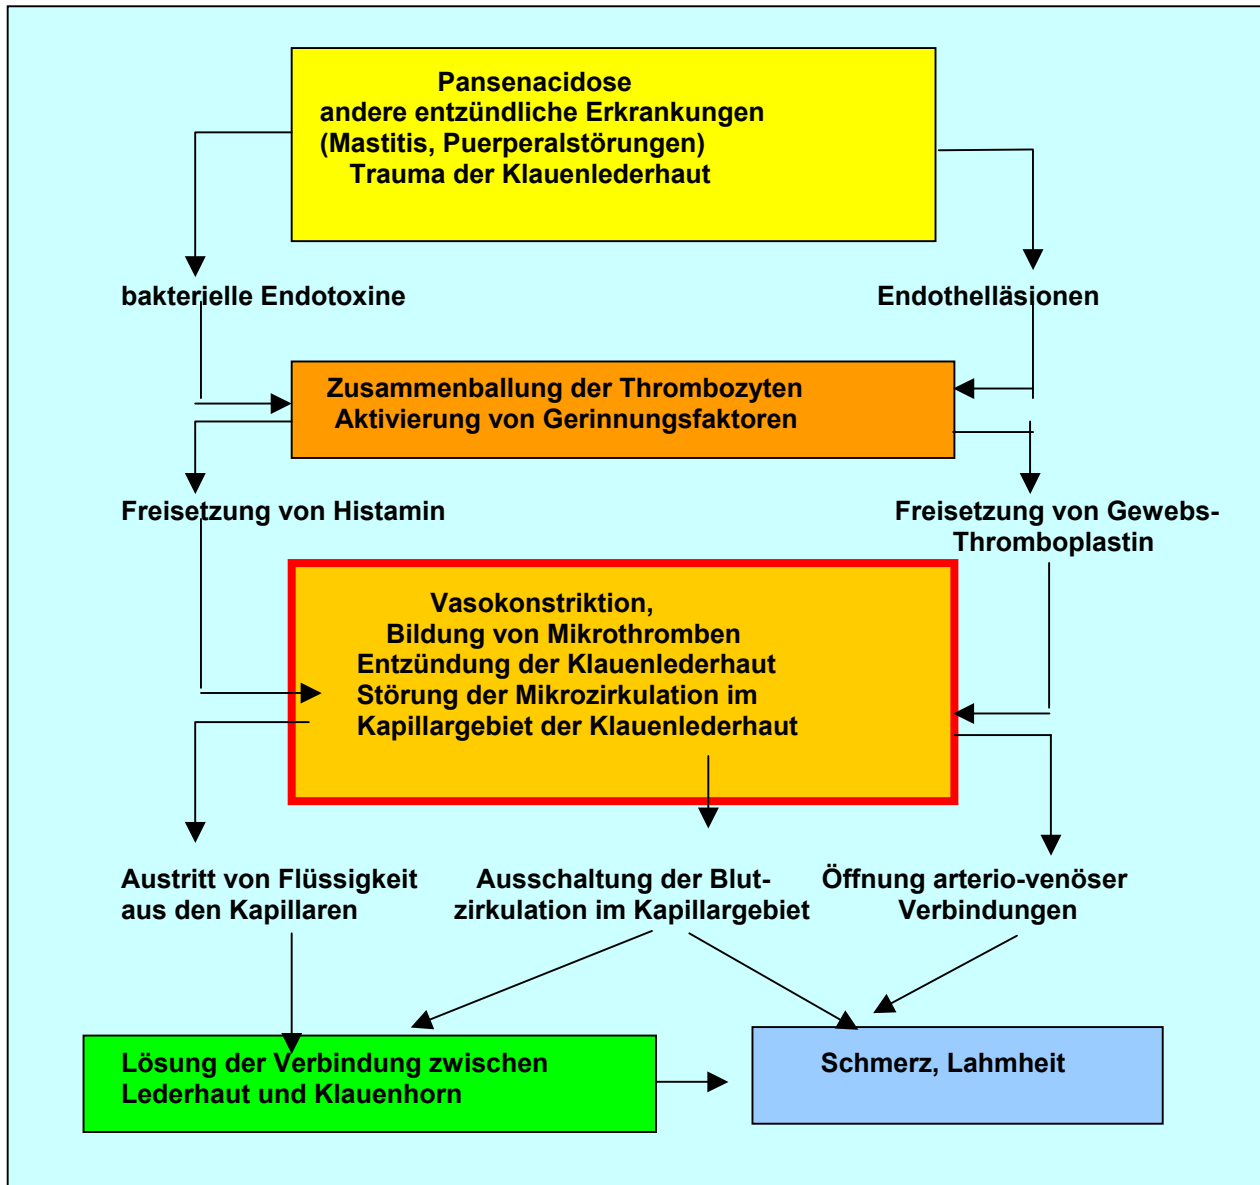 Pansenacidose
andere entzündliche Erkrankungen
(Mastitis, Puerperalstörungen)
Trauma der Klauenlederhaut
bakterielle Endotoxine
Endothelläsionen
Zusammenballung der Thrombozyten
Aktivierung von Gerinnungsfaktoren
Freisetzung von Histamin
Freisetzung von Gewebs-
Thromboplastin
Vasokonstriktion,
Bildung von Mikrothromben
Entzündung der Klauenlederhaut
Störung der Mikrozirkulation im
Kapillargebiet der Klauenlederhaut
Austritt von Flüssigkeit
aus den Kapillaren
Ausschaltung der Blut-
zirkulation im Kapillargebiet
Öffnung arterio-venöser
Verbindungen
Lösung der Verbindung zwischen
Lederhaut und Klauenhorn
Schmerz, Lahmheit